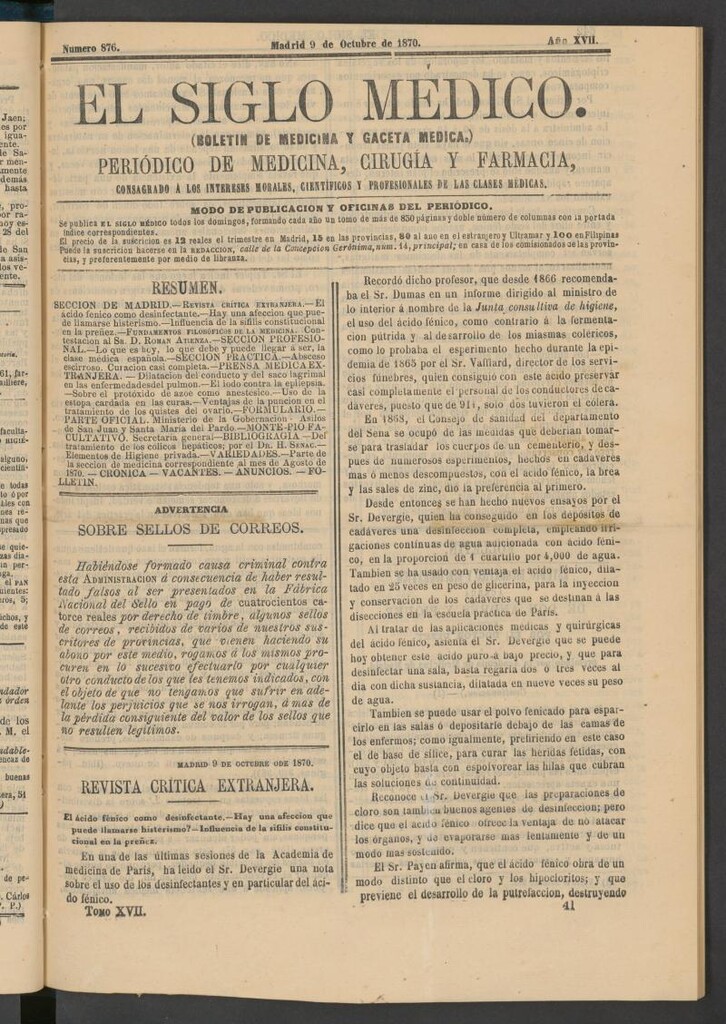 Numero 876.
Madrid 9 de Octubre de 1870.
Año XVII.
EL SIGLO MÉDICO.
(BOLETIN DE MEDICINA Y GACETA MEDICA.)
PERIÓDICO DE MEDICINA, CIRUGÍA Y FARMACIA,
CONSAGRADO Á LOS INTERESES MORALES, CIENTÍFICOS Y PROFESIONALES DE LAS CLASES MÉDICAS.
MODO DE PUBLICACION Y OFICINAS DEL PERIÓDICO.
Se publica EL SIGLO MÉDICO todos los domingos, formando cada año un tomo de más de 850 páginas y doble número de columnas con la portada
é índice correspondientes.
El precio de la suscricion es 12 reales el trimestre en Madrid, 15 en las provincias, 80 al año en el estranjero y Ultramar y 100 en Filipinas
Puede la suscricion hacerse en la REDACCION, calle de la Concepcion Gerónima, num. 14, principal; en casa de los comisionados de las provin-
cias, y preferentemente por medio de libranza.
RESUMEN.
SECCION DE MADRID.—Revista crítica extranjera.—El
ácido fénico como desinfectante.—Hay una afeccion que pue-
de llamarse histerismo.—Influencia de la sífilis constitucional
en la preñez.—Fundamentos filosóficos de la medicina. Con-
testacion al Sr. D. Roman Atienza.—SECCION PROFESIO-
NAL.—Lo que es hoy, lo que debe y puede llegar á ser, la
clase médica española.—SECCION PRACTICA.—Absceso
escirroso. Curacion casi completa.—PRENSA MEDICA EX-
TRANJERA. — Dilatacion del conducto y del saco lagrimal
en las enfermedades del pulmon.—El Iodo contra la epilepsia.
—Sobre el protóxido de azoe como anestésico.—Uso de la
estopa cardada en las curas.—Ventajas de la puncion en el
tratamiento de los quistes del ovario.—FORMULARIO.—
PARTE OFICIAL. Ministerio de la Gobernacion - Asilos
de San Juan y Santa María del Pardo.—MONTE-PIO FA-
CULTATIVO. Secretaria general—BIBLIOGRAFIA —Del
tratamiento de los cólicos hepáticos; por el Dr. H. Senac.—
Elementos de Higiene privada.—VARIEDADES.—Parte de
la seccion de medicina correspondiente al mes de Agosto de
1870. — CRONICA — VACANTES. — ANUNCIOS. — FO-
LLETIN.
ADVERTENCIA
SOBRE SELLOS DE CORREOS.
Habiéndose formado causa criminal contra
esta ADMINISTRACION á consecuencia de haber resul-
tado falsos al ser presentados en la Fábrica
Nacional del Sello en pago de cuatrocientos ca-
torce reales por derecho de timbre, algunos sellos
de correos, recibidos de varios de nuestros sus-
critores de provincias, que vienen haciendo su
abono por este medio, rogamos á los mismos pro-
curen en lo sucesivo efectuarlo por cualquier
otro conducto de los que les tenemos indicados, con
el objeto de que no tengamos que sufrir en ade-
lante los perjuicios que se nos irrogan, á mas de
la pérdida consiguiente del valor de los sellos que
no resulten legítimos.
MADRID 9 DE OCTUBRE ODE 1870.
REVISTA CRÍTICA EXTRANJERA.
El ácido fénico como desinfectante.—Hay una afeccion que
puede llamarse histerismo?—Influencia de la sífilis constitu-
cional en la preñez.
En una de las últimas sesiones de la Academia de
medicina de París, ha leido el Sr. Devergie una nota
sobre el uso de los desinfectantes y en particular del áci-
do fénico.
Tomo XVII.
Recordó dicho profesor, que desde 1866 recomenda-
ba el Sr. Dumas en un informe dirigido al ministro de
lo interior á nombre de la Junta consultiva de higiene,
el uso del ácido fénico, como contrario á la fermenta-
cion pútrida y al desarrollo de los miasmas coléricos,
como lo probaba el esperimento hecho durante la epi-
demia de 1865 por el Sr. Vaffiard, director de los servi-
cios fúnebres, quien consiguió con este ácido preservar
casi completamente el personal de los conductores de ca-
dáveres, puesto que de 911, solo dos tuvieron el cólera.
En 1868, el Consejo de sanidad del departamento
del Sena se ocupó de las medidas que deberian tomar-
se para trasladar los cuerpos de un cementerio, y des-
pues de numerosos esperimentos, hechos en cadáveres
mas ó menos descompuestos, con el ácido fénico, la brea
y las sales de zinc, dió la preferencia al primero.
Desde entonces se han hecho nuevos ensayos por el
Sr. Devergie, quien ha conseguido en los depósitos de
cadáveres una desinfeccion completa, empleando irri-
gaciones contínuas de agua adicionada con ácido féni-
co, en la proporcion de 1 cuartillo por 4,000 de agua.
Tambien se ha usado con ventaja el ácido fénico, dila-
tado en 25 veces en peso de glicerina, para la inyeccion
y conservacion de los cadáveres que se destinan á las
disecciones en la escuela práctica de París.
Al tratar de las aplicaciones médicas y quirúrgicas
del ácido fénico, asienta el Sr. Devergie que se puede
hoy obtener este ácido puro á bajo precio, y que para
desinfectar una sala, basta regarla dos ó tres veces al
dia con dicha sustancia, dilatada en nueve veces su peso
de agua.
Tambien se puede usar el polvo fenicado para espar-
cirlo en las salas ó depositarle debajo de las camas de
los enfermos; como igualmente, prefiriendo en este caso
el de base de sílice, para curar las heridas fétidas, con
cuyo objeto basta con espolvorear las hilas que cubran
las soluciones de continuidad.
Reconoce el Sr. Devergie que las preparaciones de
cloro son tambien buenos agentes de desinfeccion; pero
dice que el ácido fénico ofrece la ventaja de no atacar
los órganos, y de evaporarse mas lentamente y de un
modo mas sostenido.
El Sr. Payen afirma, que el ácido fénico obra de un
modo distinto que el cloro y los hipocloritos; y que
previene el desarrollo de la putrefaccion, destruyendo
41